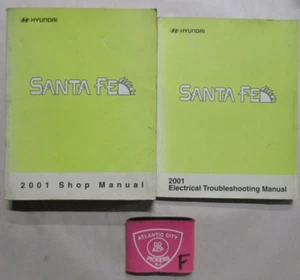 HYUNDAI
SANTA FE
2001 Shop Manual
HYUNDAI
SANTA FE
2001
Electrical Troubleshooting Manual
ATLANTIC CITY
PICKERS
F